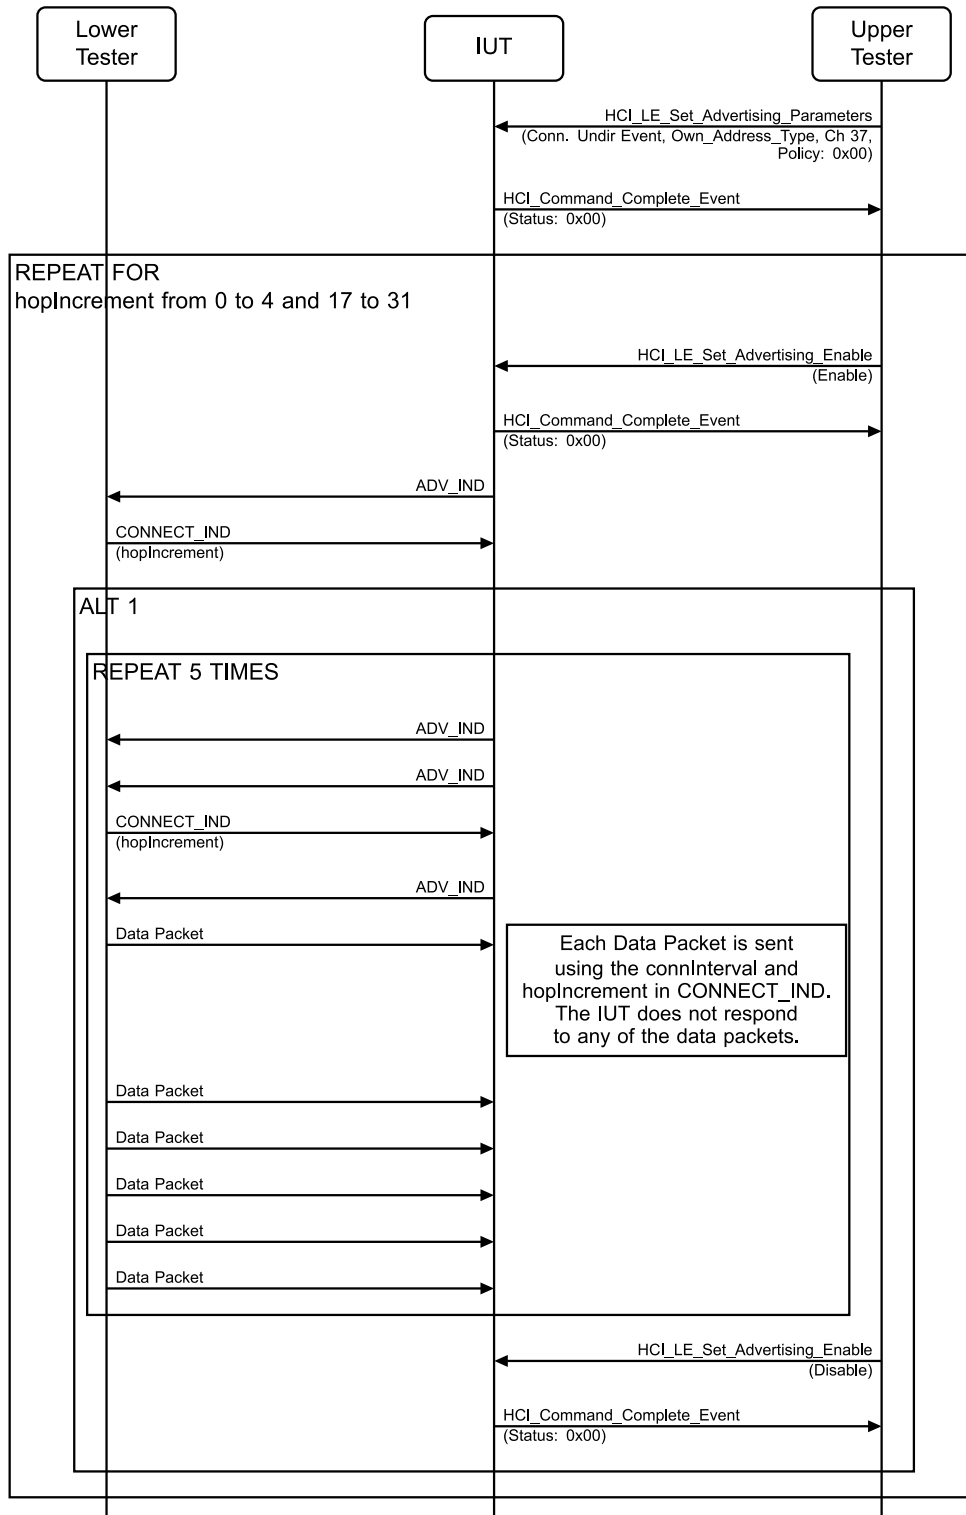 Lower
Tester
IUT
Upper
Tester
HCI_LE_Set_Advertising_Parameters
(Conn. Undir Event, Own_Address_Type, Ch 37,
Policy: 0x00)
HCI_Command_Complete_Event
(Status: 0x00)
REPEAT FOR
hopIncrement from 0 to 4 and 17 to 31
HCI_LE_Set_Advertising_Enable
(Enable)
HCI_Command_Complete_Event
(Status: 0x00)
ADV_IND
CONNECT_IND
(hopIncrement)
ALT 1
REPEAT 5 TIMES
ADV_IND
ADV_IND
CONNECT_IND
(hopIncrement)
ADV_IND
Data Packet
Each Data Packet is sent
using the connInterval and
hopIncrement in CONNECT_IND.
The IUT does not respond
to any of the data packets.
Data Packet
Data Packet
Data Packet
Data Packet
Data Packet
HCI_LE_Set_Advertising_Enable
(Disable)
HCI_Command_Complete_Event
(Status: 0x00)